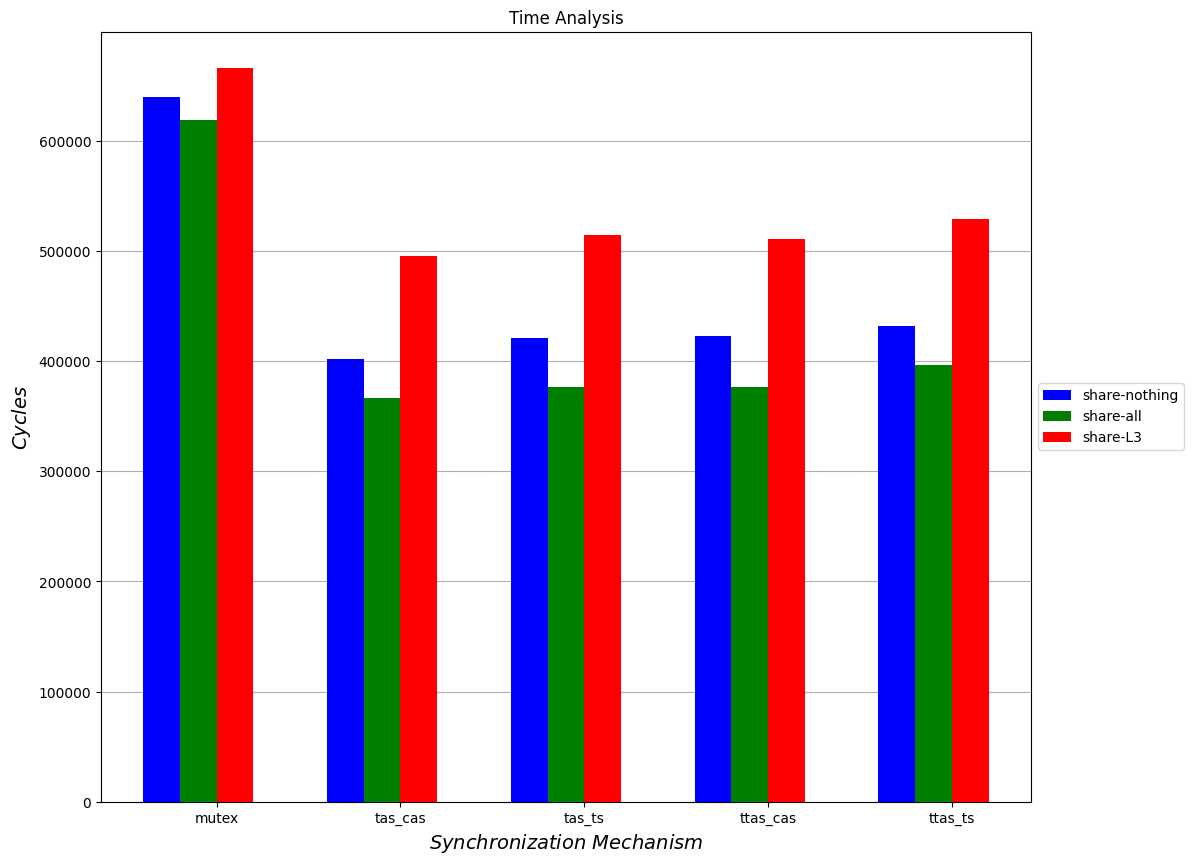 Time Analysis
Cycles
600000
500000
400000
300000
200000
100000
0
mutex
tas_cas
tas_ts
ttas_cas
ttas_ts
Synchronization Mechanism
share-nothing
share-all
share-L3